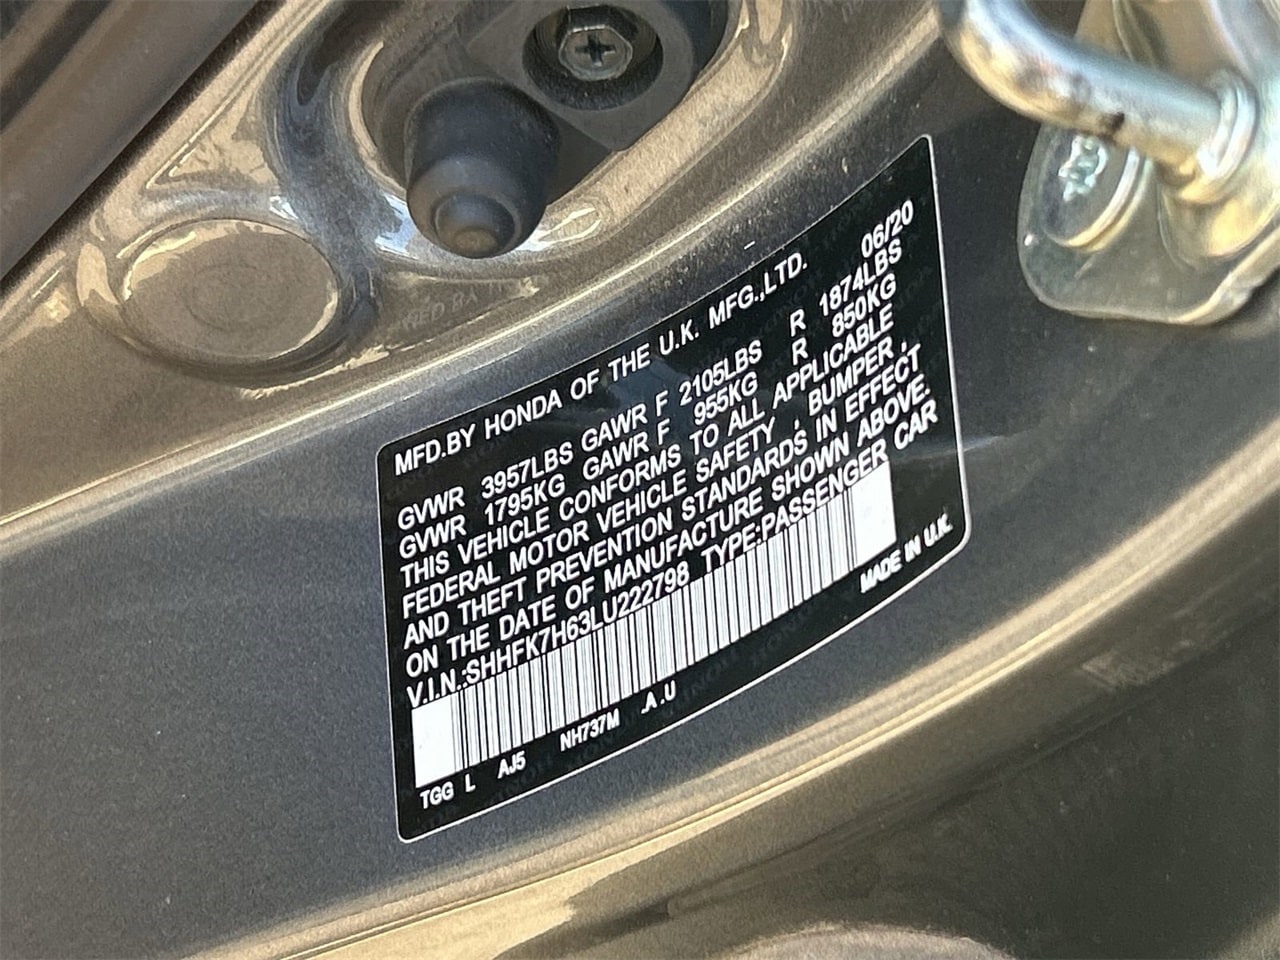 MFD.BY HONDA OF THE U.K. MFG.,LTD. 06/20
GVWR 3957LBS GAWR F 2105LBS R 1874LBS
GVWR 1795KG GAWR F 955KG R 850KG
THIS VEHICLE CONFORMS TO ALL APPLICABLE
FEDERAL MOTOR VEHICLE SAFETY , BUMPER ,
AND THEFT PREVENTION STANDARDS IN EFFECT
ON THE DATE OF MANUFACTURE SHOWN ABOVE.
V.I.N.:SHHFK7H63LU222798 TYPE:PASSENGER CAR
TGG L AJ5 NH737M .A .U MADE IN U.K.